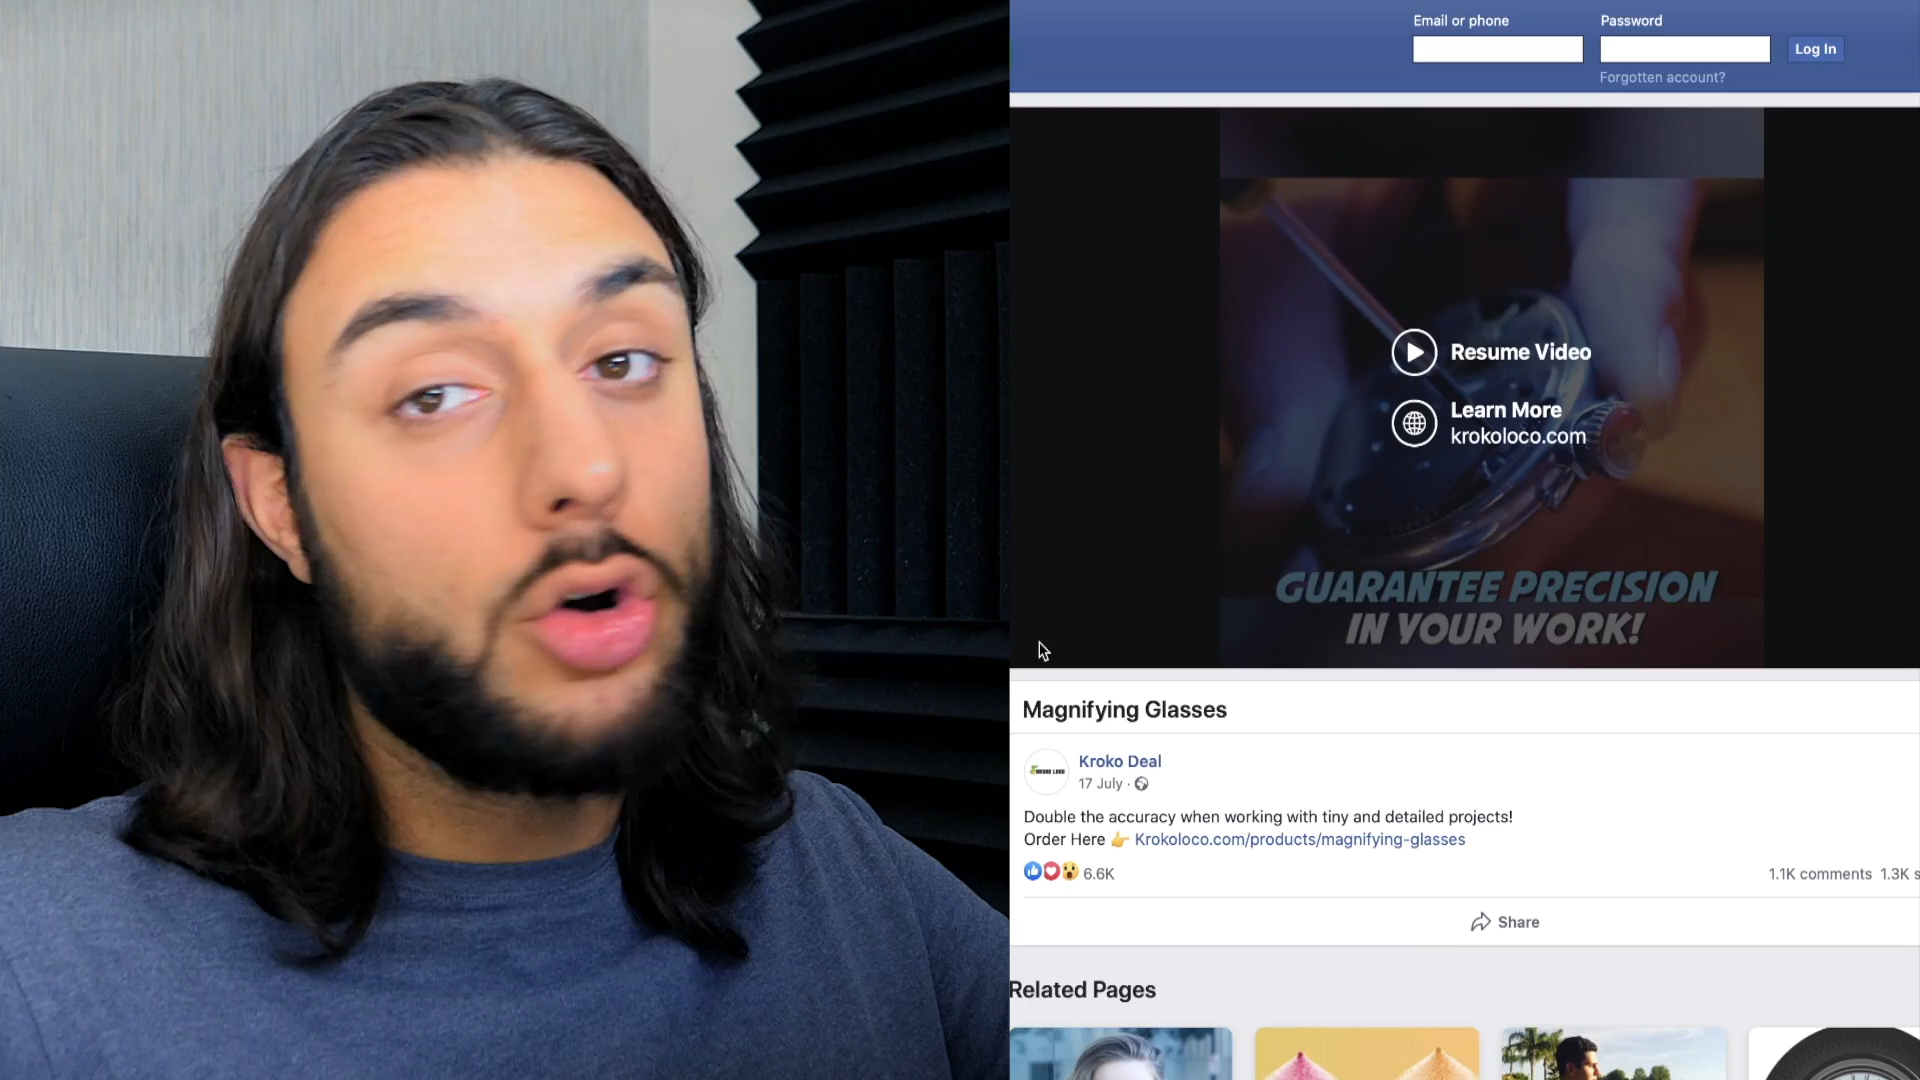 Email or phone
Password
Log In
Forgotten account?
Resume Video
Learn More
krokoloco.com
GUARANTEE PRECISION
IN YOUR WORK!
Magnifying Glasses
Kroko Deal
17 July ·
Double the accuracy when working with tiny and detailed projects!
Order Here 👉 Krokoloco.com/products/magnifying-glasses
6.6K
1.1K comments 1.3K s
Share
Related Pages